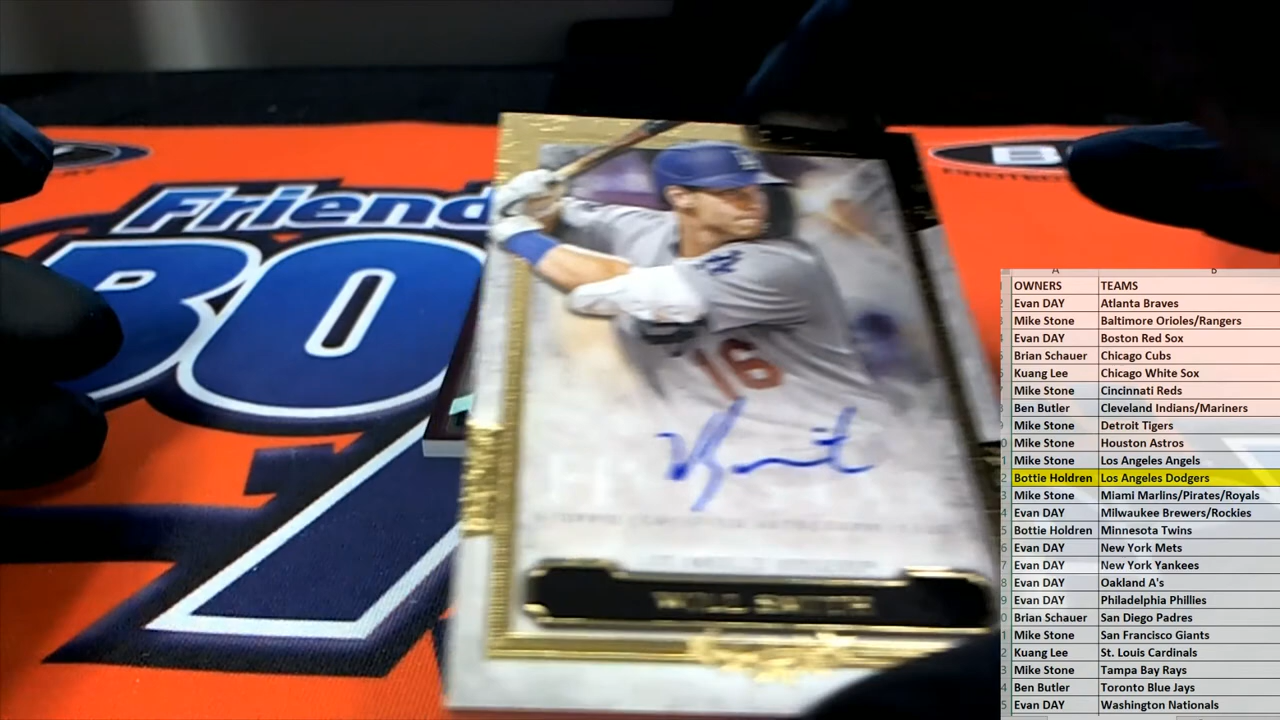 Friend
BO
16
WILL SMITH
A B
OWNERS TEAMS
Evan DAY Atlanta Braves
Mike Stone Baltimore Orioles/Rangers
Evan DAY Boston Red Sox
Brian Schauer Chicago Cubs
Kuang Lee Chicago White Sox
Mike Stone Cincinnati Reds
Ben Butler Cleveland Indians/Mariners
Mike Stone Detroit Tigers
Mike Stone Houston Astros
Mike Stone Los Angeles Angels
Bottie Holdren Los Angeles Dodgers
Mike Stone Miami Marlins/Pirates/Royals
Evan DAY Milwaukee Brewers/Rockies
Bottie Holdren Minnesota Twins
Evan DAY New York Mets
Evan DAY New York Yankees
Evan DAY Oakland A's
Evan DAY Philadelphia Phillies
Brian Schauer San Diego Padres
Mike Stone San Francisco Giants
Kuang Lee St. Louis Cardinals
Mike Stone Tampa Bay Rays
Ben Butler Toronto Blue Jays
Evan DAY Washington Nationals